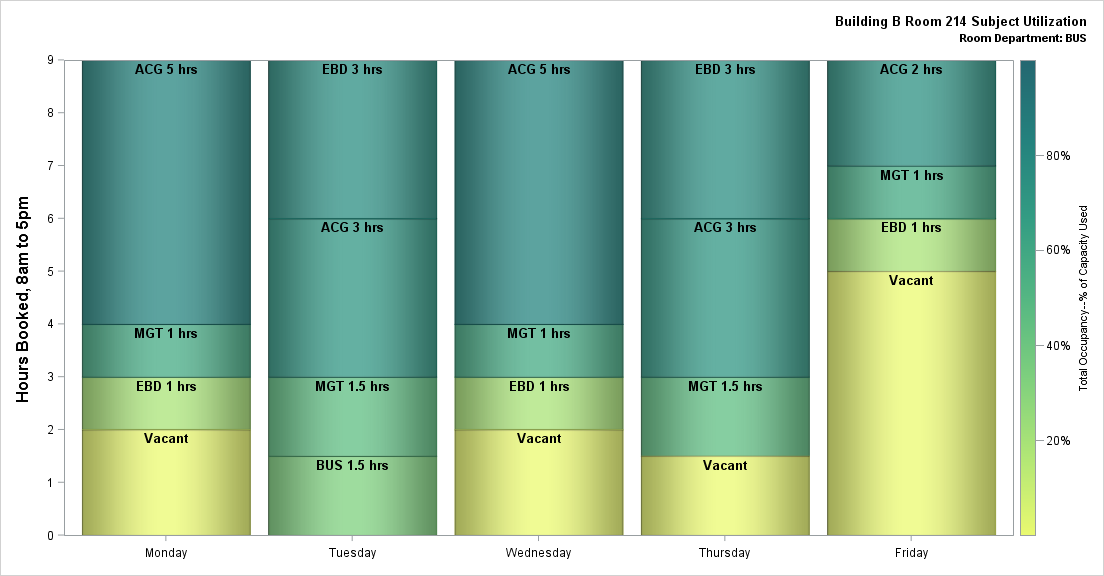 Building B Room 214 Subject Utilization
Room Department: BUS
Hours Booked, 8am to 5pm
9
8
7
6
5
4
3
2
1
0
ACG 5 hrs
MGT 1 hrs
EBD 1 hrs
Vacant
EBD 3 hrs
ACG 3 hrs
MGT 1.5 hrs
BUS 1.5 hrs
ACG 5 hrs
MGT 1 hrs
EBD 1 hrs
Vacant
EBD 3 hrs
ACG 3 hrs
MGT 1.5 hrs
Vacant
ACG 2 hrs
MGT 1 hrs
EBD 1 hrs
Vacant
Monday
Tuesday
Wednesday
Thursday
Friday
80%
60%
40%
20%
Total Occupancy--% of Capacity Used